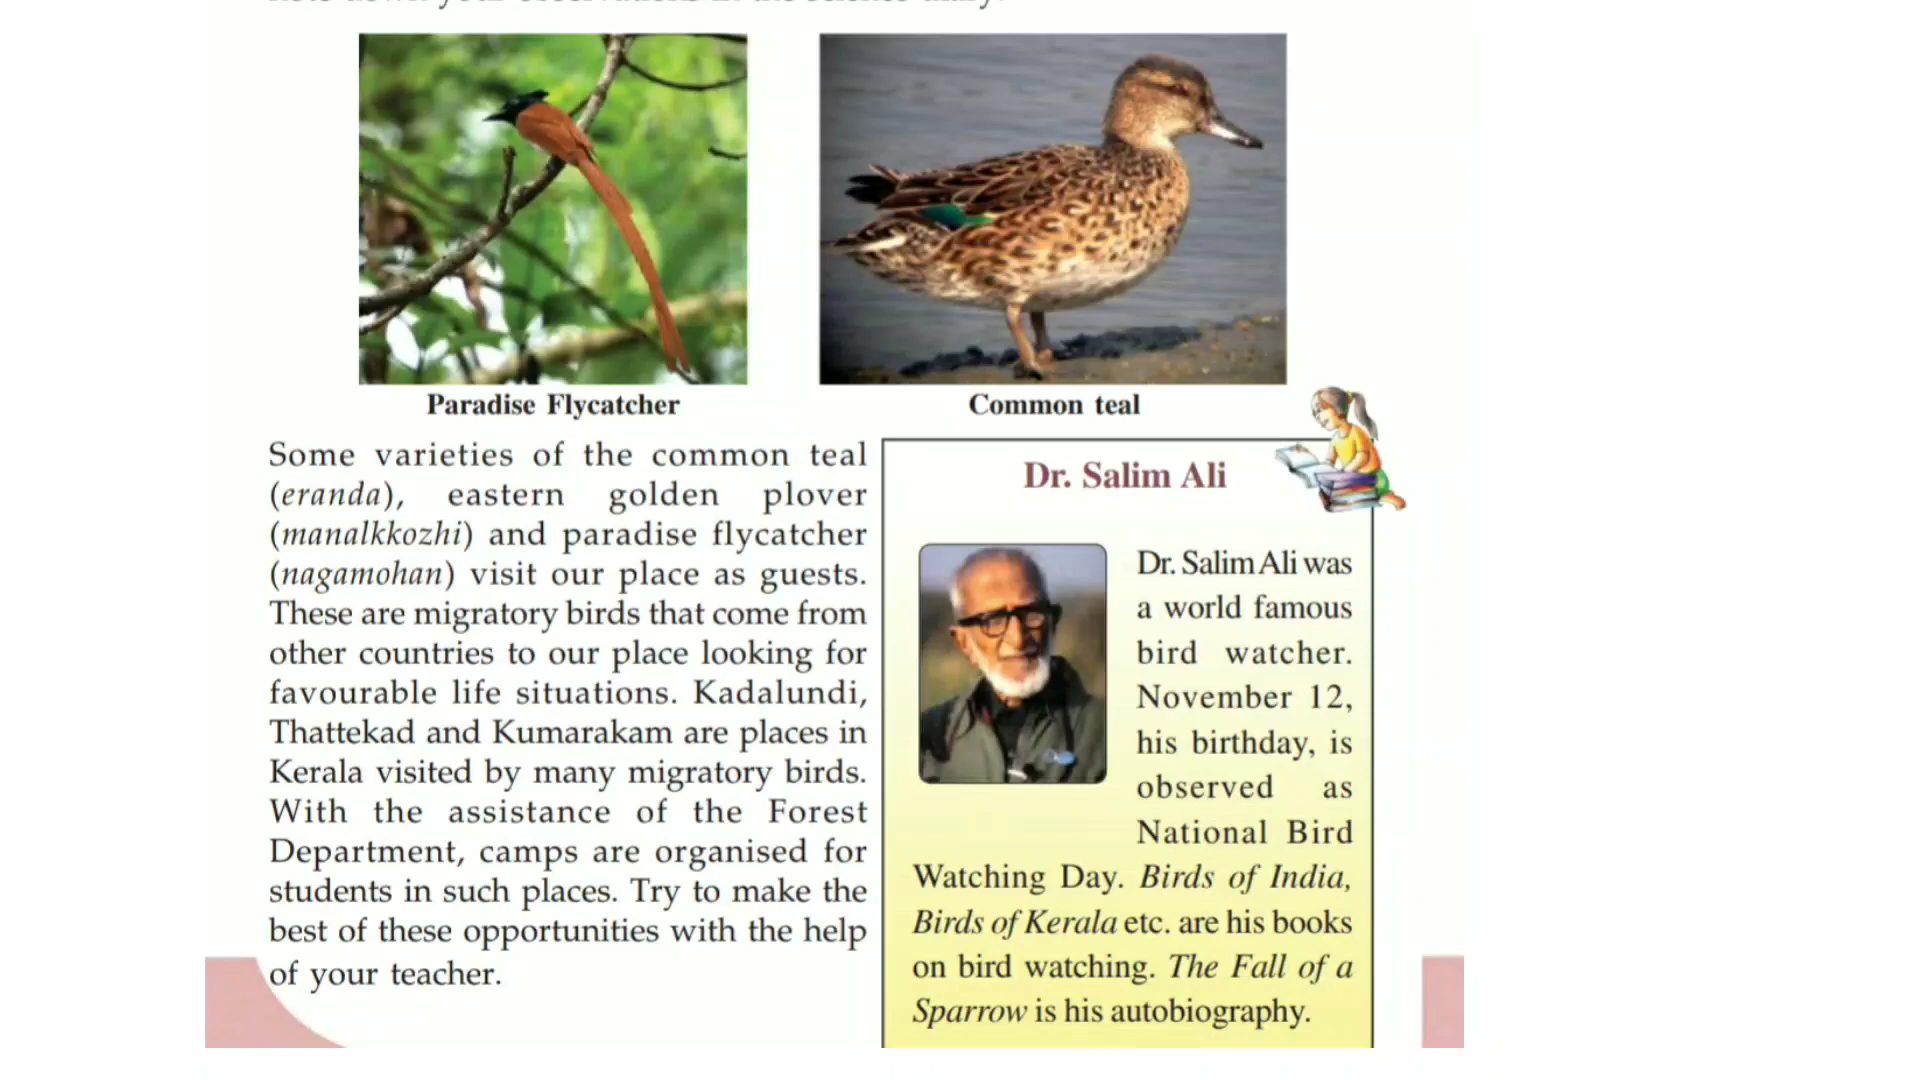 Paradise Flycatcher
Common teal
Some varieties of the common teal
(eranda), eastern golden plover
(manalkkozhi) and paradise flycatcher
(nagamohan) visit our place as guests.
These are migratory birds that come from
other countries to our place looking for
favourable life situations. Kadalundi,
Thattekad and Kumarakam are places in
Kerala visited by many migratory birds.
With the assistance of the Forest
Department, camps are organised for
students in such places. Try to make the
best of these opportunities with the help
of your teacher.
Dr. Salim Ali
Dr. Salim Ali was
a world famous
bird watcher.
November 12,
his birthday, is
observed as
National Bird
Watching Day. Birds of India,
Birds of Kerala etc. are his books
on bird watching. The Fall of a
Sparrow is his autobiography.